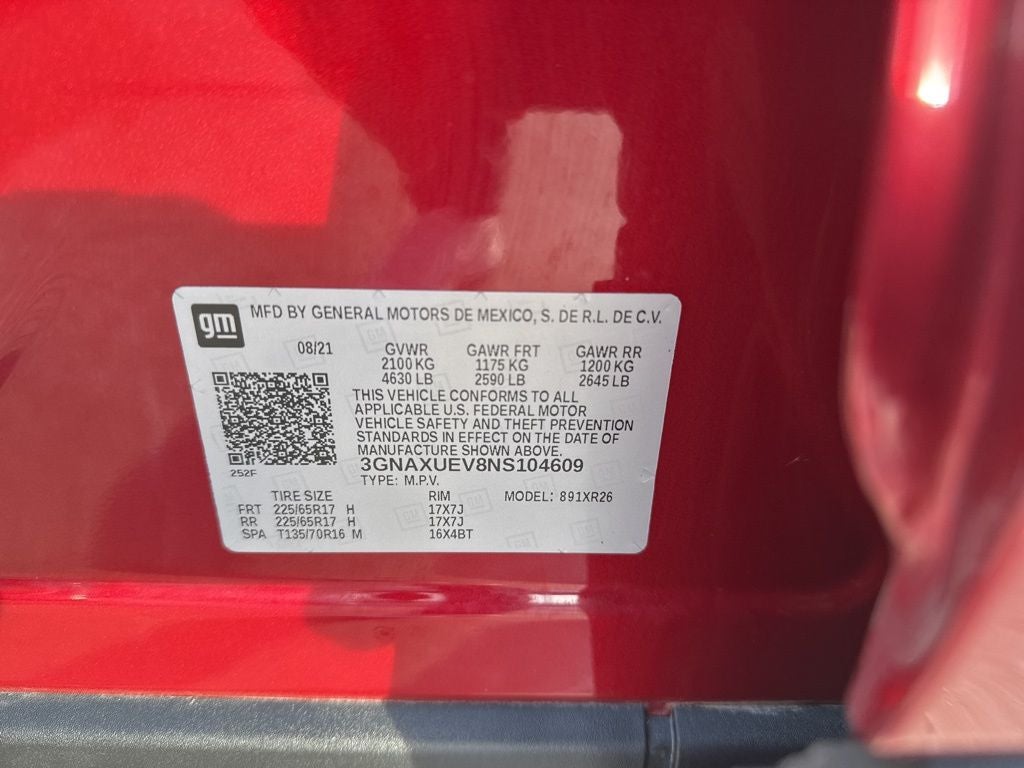 gm MFD BY GENERAL MOTORS DE MEXICO, S. DE R.L. DE C.V.
08/21 GVWR GAWR FRT GAWR RR
2100 KG 1175 KG 1200 KG
4630 LB 2590 LB 2645 LB
THIS VEHICLE CONFORMS TO ALL
APPLICABLE U.S. FEDERAL MOTOR
VEHICLE SAFETY AND THEFT PREVENTION
STANDARDS IN EFFECT ON THE DATE OF
MANUFACTURE SHOWN ABOVE.
3GNAXUEV8NS104609
252F
TYPE: M.P.V.
TIRE SIZE RIM MODEL: 891XR26
FRT 225/65R17 H 17X7J
RR 225/65R17 H 17X7J
SPA T135/70R16 M 16X4BT